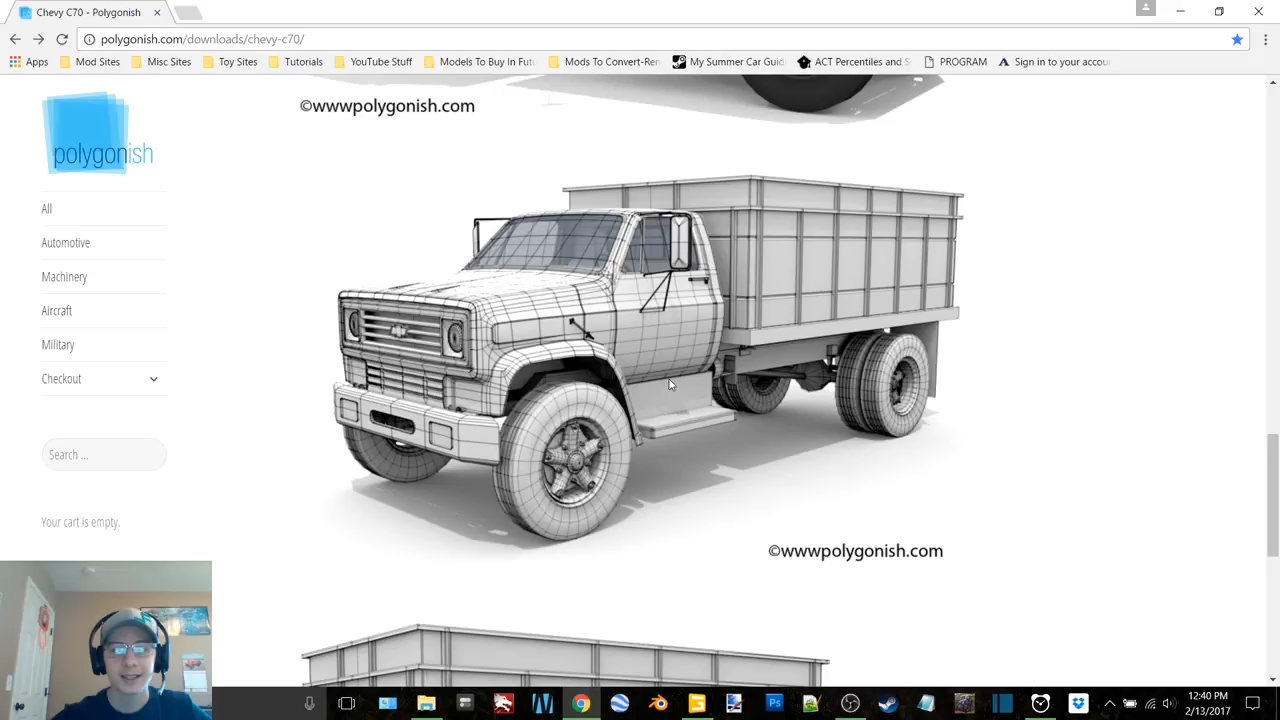 Chevy C70 - Polygonish
polygonish.com/downloads/chevy-c70/
Apps Mod Sites Misc Sites Toy Sites Tutorials YouTube Stuff Models To Buy In Futu Mods To Convert-Ren My Summer Car Guid ACT Percentiles and S PROGRAM Sign in to your accou
polygonish
All
Automotive
Machinery
Aircraft
Military
Checkout
Search ...
Your cart is empty.
©wwwpolygonish.com
©wwwpolygonish.com
12:40 PM
2/13/2017